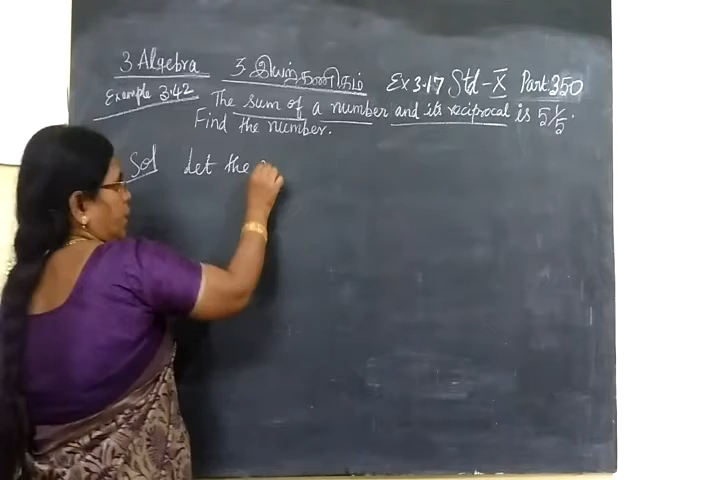 3 Algebra 3 இயற்கணிதம் Ex 3.17 Std-X Part:350
Example 3.42 The sum of a number and its reciprocal is 5 1/5.
Find the number.
Sol Let the